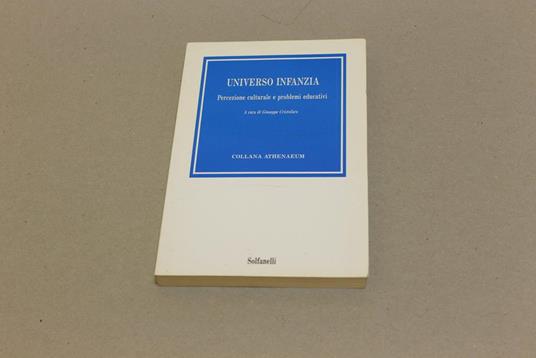 UNIVERSO INFANZIA
Percezione culturale e problemi educativi
A cura di Giuseppe Cristofaro
COLLANA ATHENAEUM
Solfanelli